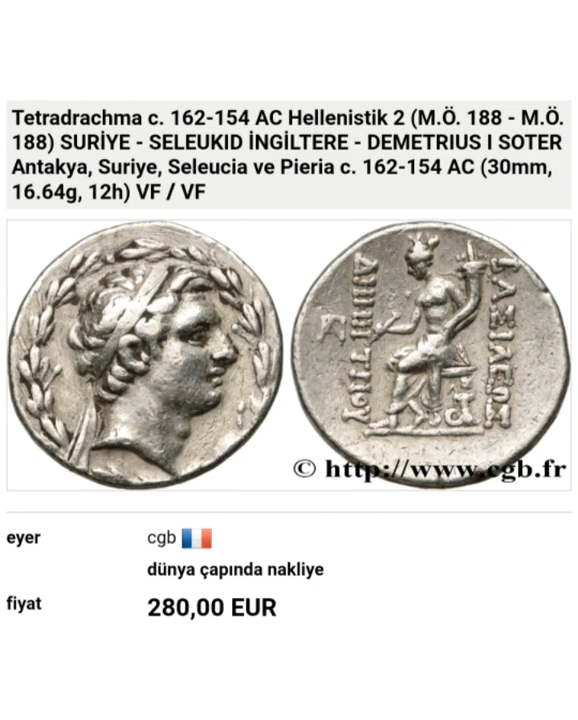 Tetradrachma c. 162-154 AC Hellenistik 2 (M.Ö. 188 - M.Ö.
188) SURİYE - SELEUKID İNGİLTERE - DEMETRIUS I SOTER
Antakya, Suriye, Seleucia ve Pieria c. 162-154 AC (30mm,
16.64g, 12h) VF / VF
ΒΑΣΙΛΕΩΣ
ΔΗΜΗΤΡΙΟΥ
© http://www.cgb.fr
eyer
cgb
dünya çapında nakliye
fiyat
280,00 EUR